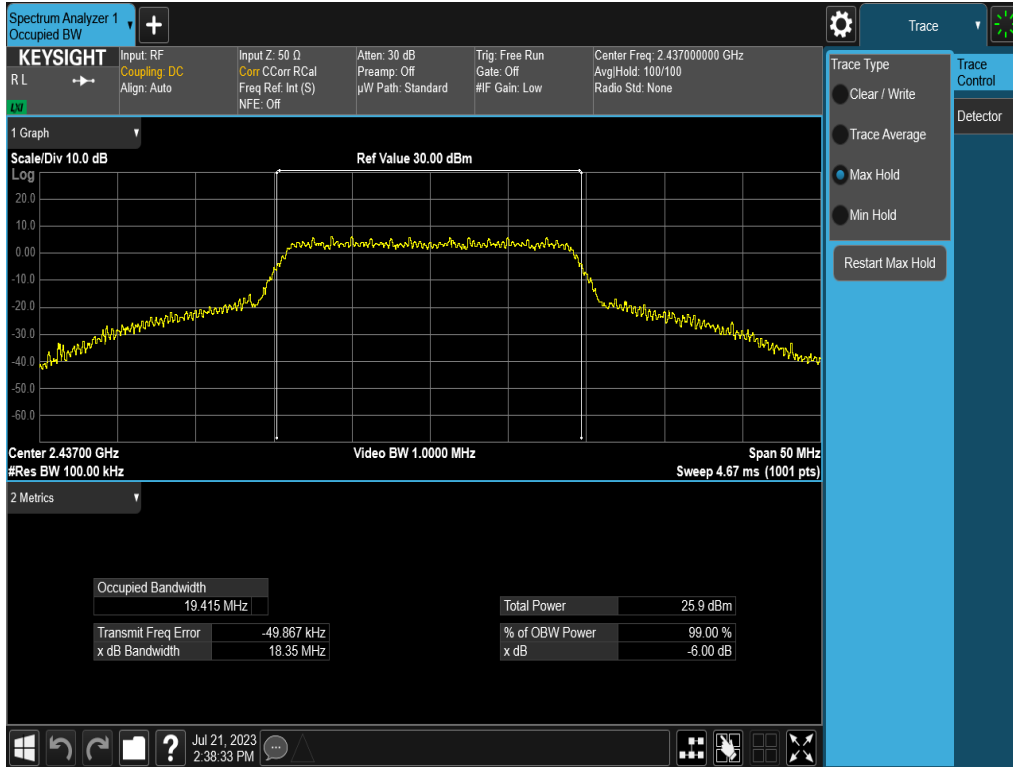 Spectrum Analyzer 1
Occupied BW
Trace
KEYSIGHT
R L
LXI
Input: RF
Coupling: DC
Align: Auto
Input Z: 50 Ω
Corr CCorr RCal
Freq Ref: Int (S)
NFE: Off
Atten: 30 dB
Preamp: Off
µW Path: Standard
Trig: Free Run
Gate: Off
#IF Gain: Low
Center Freq: 2.437000000 GHz
Avg|Hold: 100/100
Radio Std: None
Trace Type
Clear / Write
Trace Average
Max Hold
Min Hold
Restart Max Hold
Trace
Control
Detector
1 Graph
Scale/Div 10.0 dB
Ref Value 30.00 dBm
Log
20.0
10.0
0.00
-10.0
-20.0
-30.0
-40.0
-50.0
-60.0
Center 2.43700 GHz
Video BW 1.0000 MHz
Span 50 MHz
#Res BW 100.00 kHz
Sweep 4.67 ms (1001 pts)
2 Metrics
Occupied Bandwidth
19.415 MHz
Total Power 25.9 dBm
Transmit Freq Error -49.867 kHz
% of OBW Power 99.00 %
x dB Bandwidth 18.35 MHz
x dB -6.00 dB
?
Jul 21, 2023
2:38:33 PM